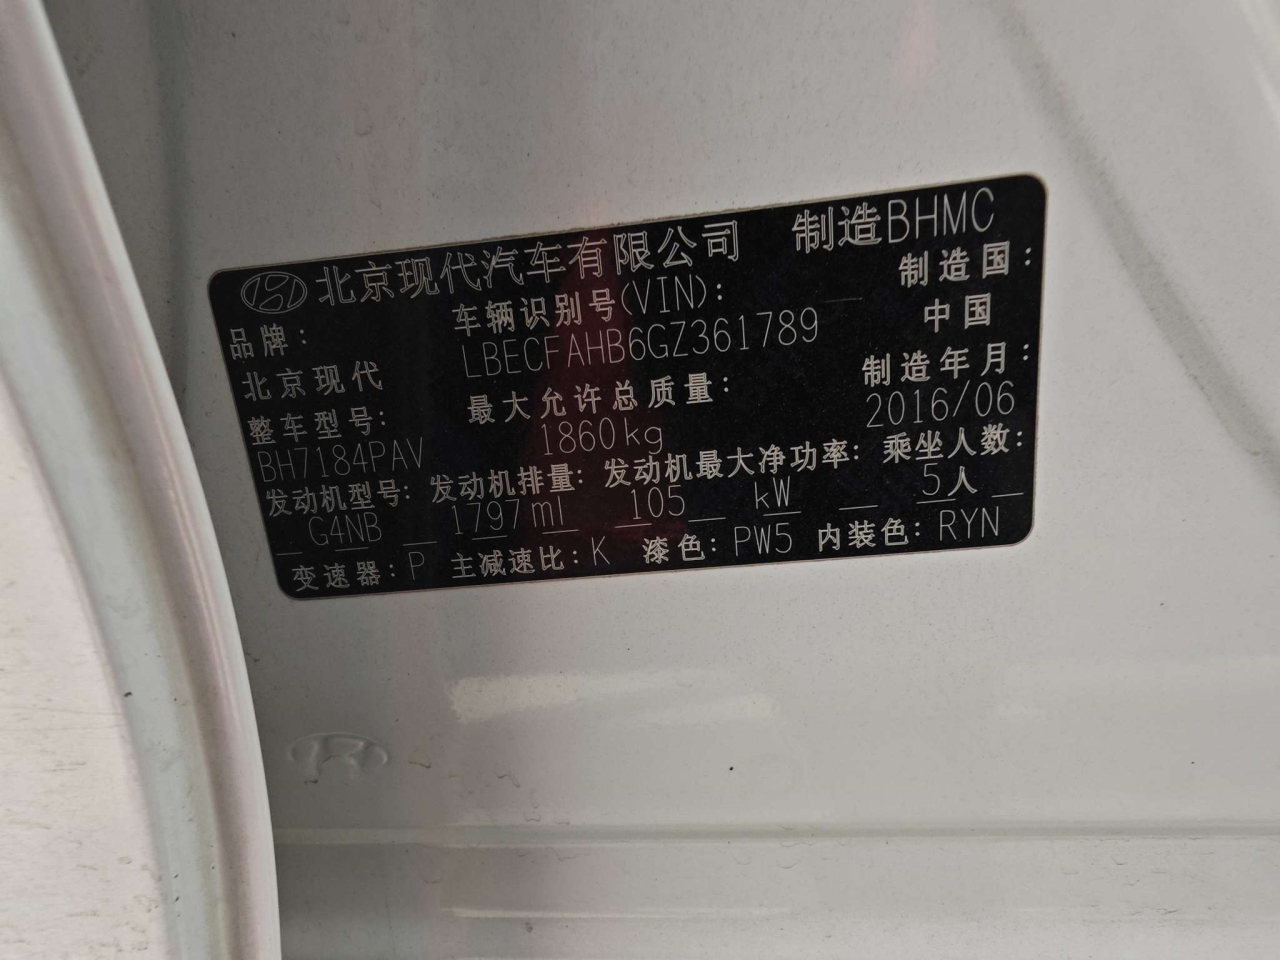 北京现代汽车有限公司 制造BHMC
品牌： 车辆识别号(VIN)： 制造国：
北京现代 LBECFAHB6GZ361789 中国
整车型号： 最大允许总质量： 制造年月：
BH7184PAV 1860kg 2016/06
发动机型号： 发动机排量： 发动机最大净功率： 乘坐人数：
G4NB 1797ml 105 kW 5人
变速器：P 主减速比：K 漆色：PW5 内装色：RYN